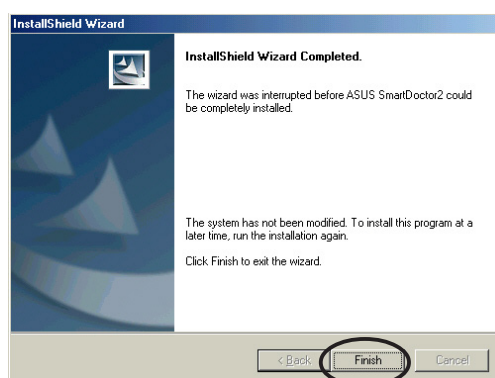 InstallShield Wizard
InstallShield Wizard Completed.
The wizard was interrupted before ASUS SmartDoctor2 could
be completely installed.
The system has not been modified. To install this program at a
later time, run the installation again.
Click Finish to exit the wizard.
< Back Finish Cancel